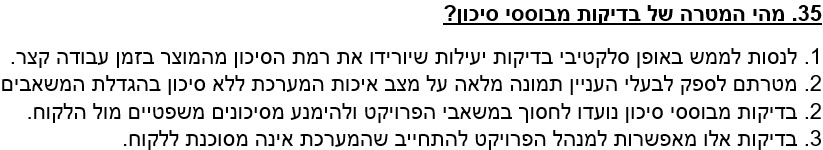 35. מהי המטרה של בדיקות מבוססי סיכון?
1. לנסות לממש באופן סלקטיבי בדיקות יעילות שיורידו את רמת הסיכון מהמוצר בזמן עבודה קצר.
2. מטרתם לספק לבעלי העניין תמונה מלאה על מצב איכות המערכת ללא סיכון בהגדלת המשאבים
2. בדיקות מבוססי סיכון נועדו לחסוך במשאבי הפרויקט ולהימנע מסיכונים משפטיים מול הלקוח.
3. בדיקות אלו מאפשרות למנהל הפרויקט להתחייב שהמערכת אינה מסוכנת ללקוח.